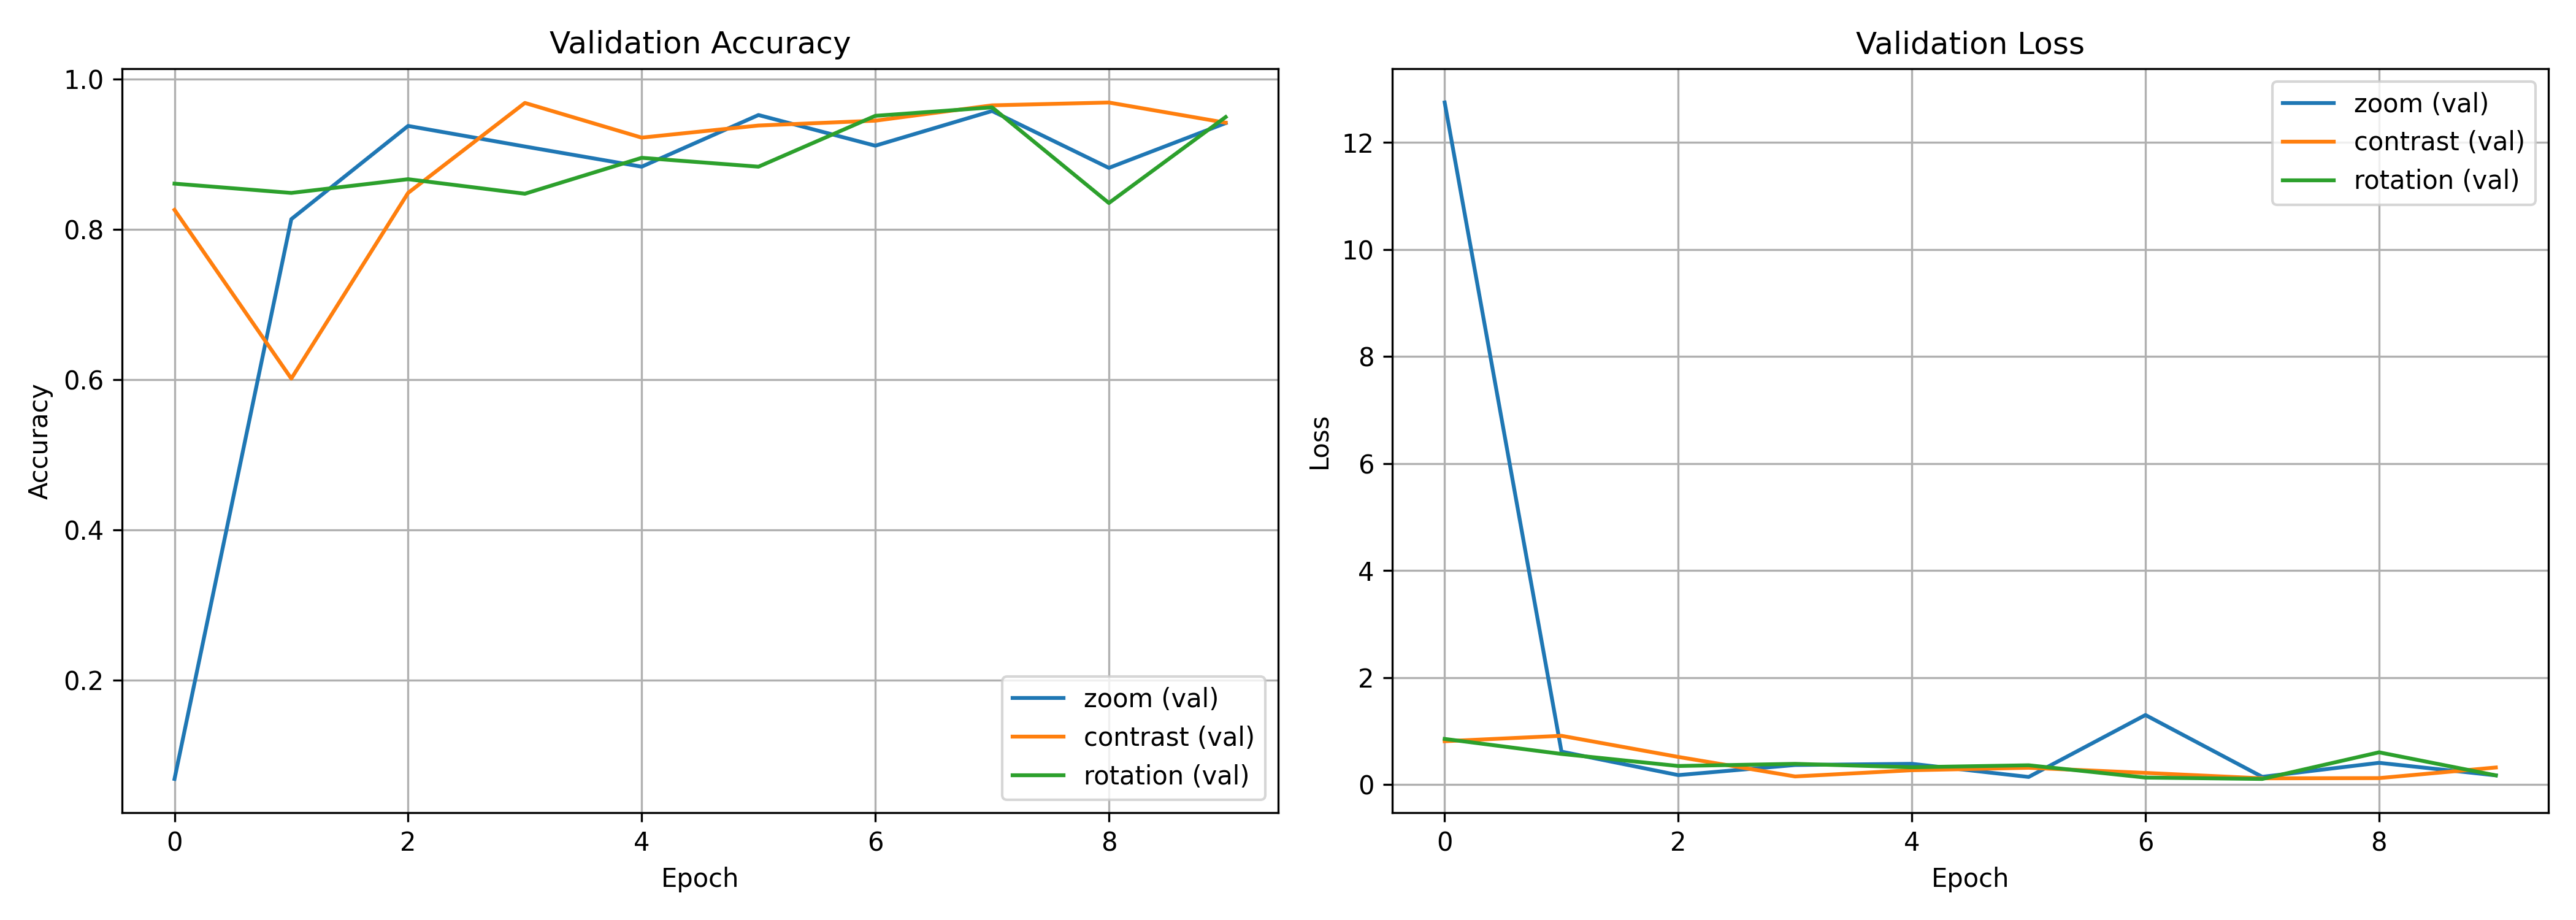 Validation Accuracy
1.0
0.8
0.6
0.4
0.2
Accuracy
0 2 4 6 8
Epoch
zoom (val)
contrast (val)
rotation (val)
Validation Loss
12
10
8
6
4
2
0
Loss
0 2 4 6 8
Epoch
zoom (val)
contrast (val)
rotation (val)